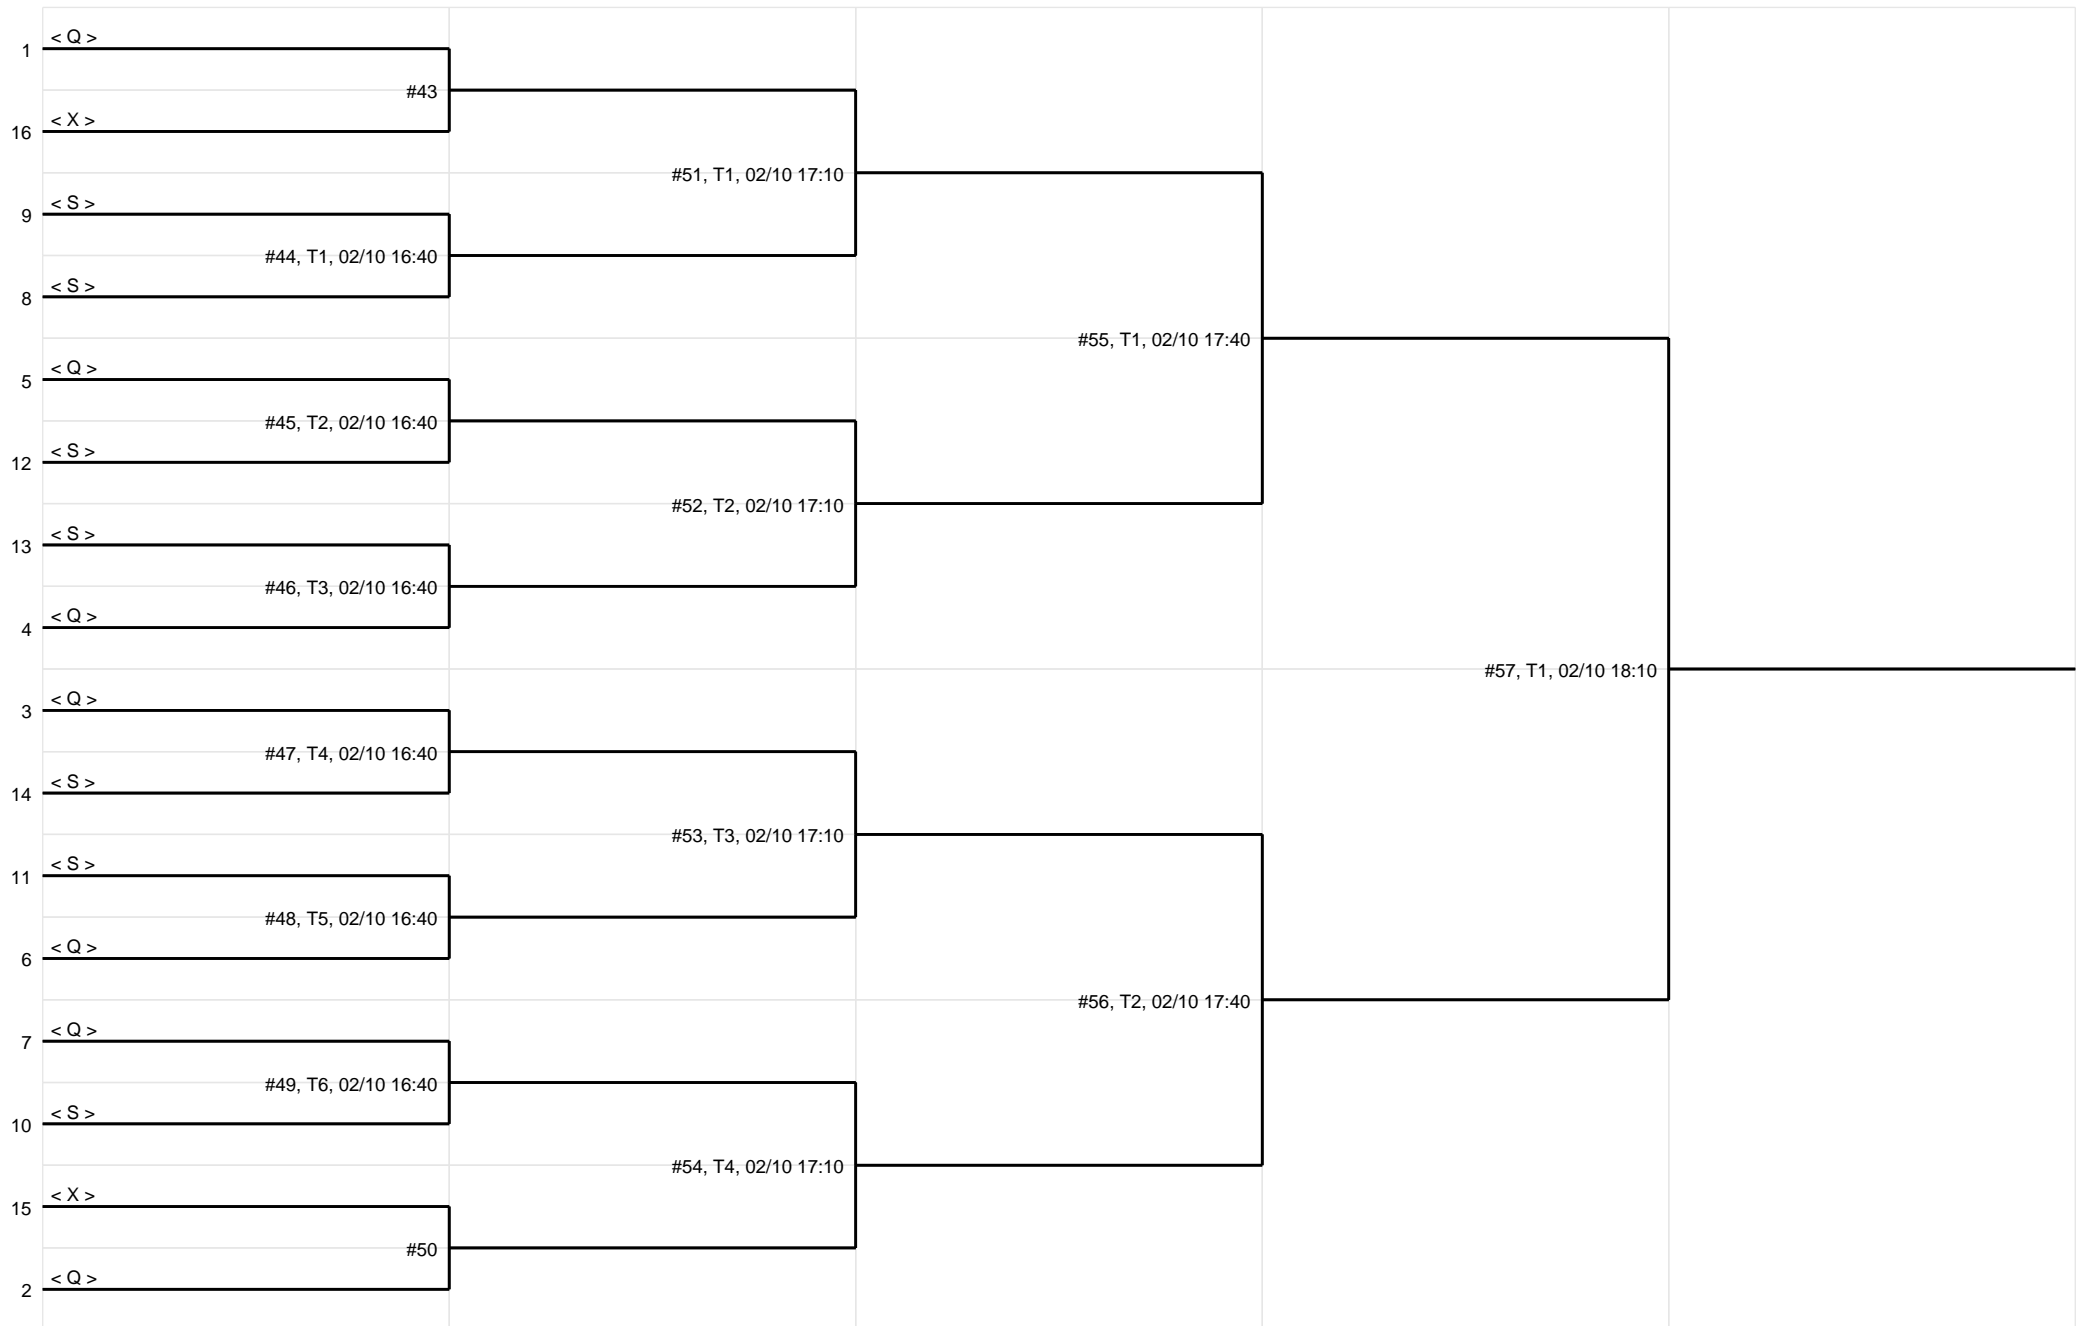 < Q >
1
#43
< X >
16
#51, T1, 02/10 17:10
< S >
9
#44, T1, 02/10 16:40
< S >
8
#55, T1, 02/10 17:40
< Q >
5
#45, T2, 02/10 16:40
< S >
12
#52, T2, 02/10 17:10
< S >
13
#46, T3, 02/10 16:40
< Q >
4
#57, T1, 02/10 18:10
< Q >
3
#47, T4, 02/10 16:40
< S >
14
#53, T3, 02/10 17:10
< S >
11
#48, T5, 02/10 16:40
< Q >
6
#56, T2, 02/10 17:40
< Q >
7
#49, T6, 02/10 16:40
< S >
10
#54, T4, 02/10 17:10
< X >
15
#50
< Q >
2